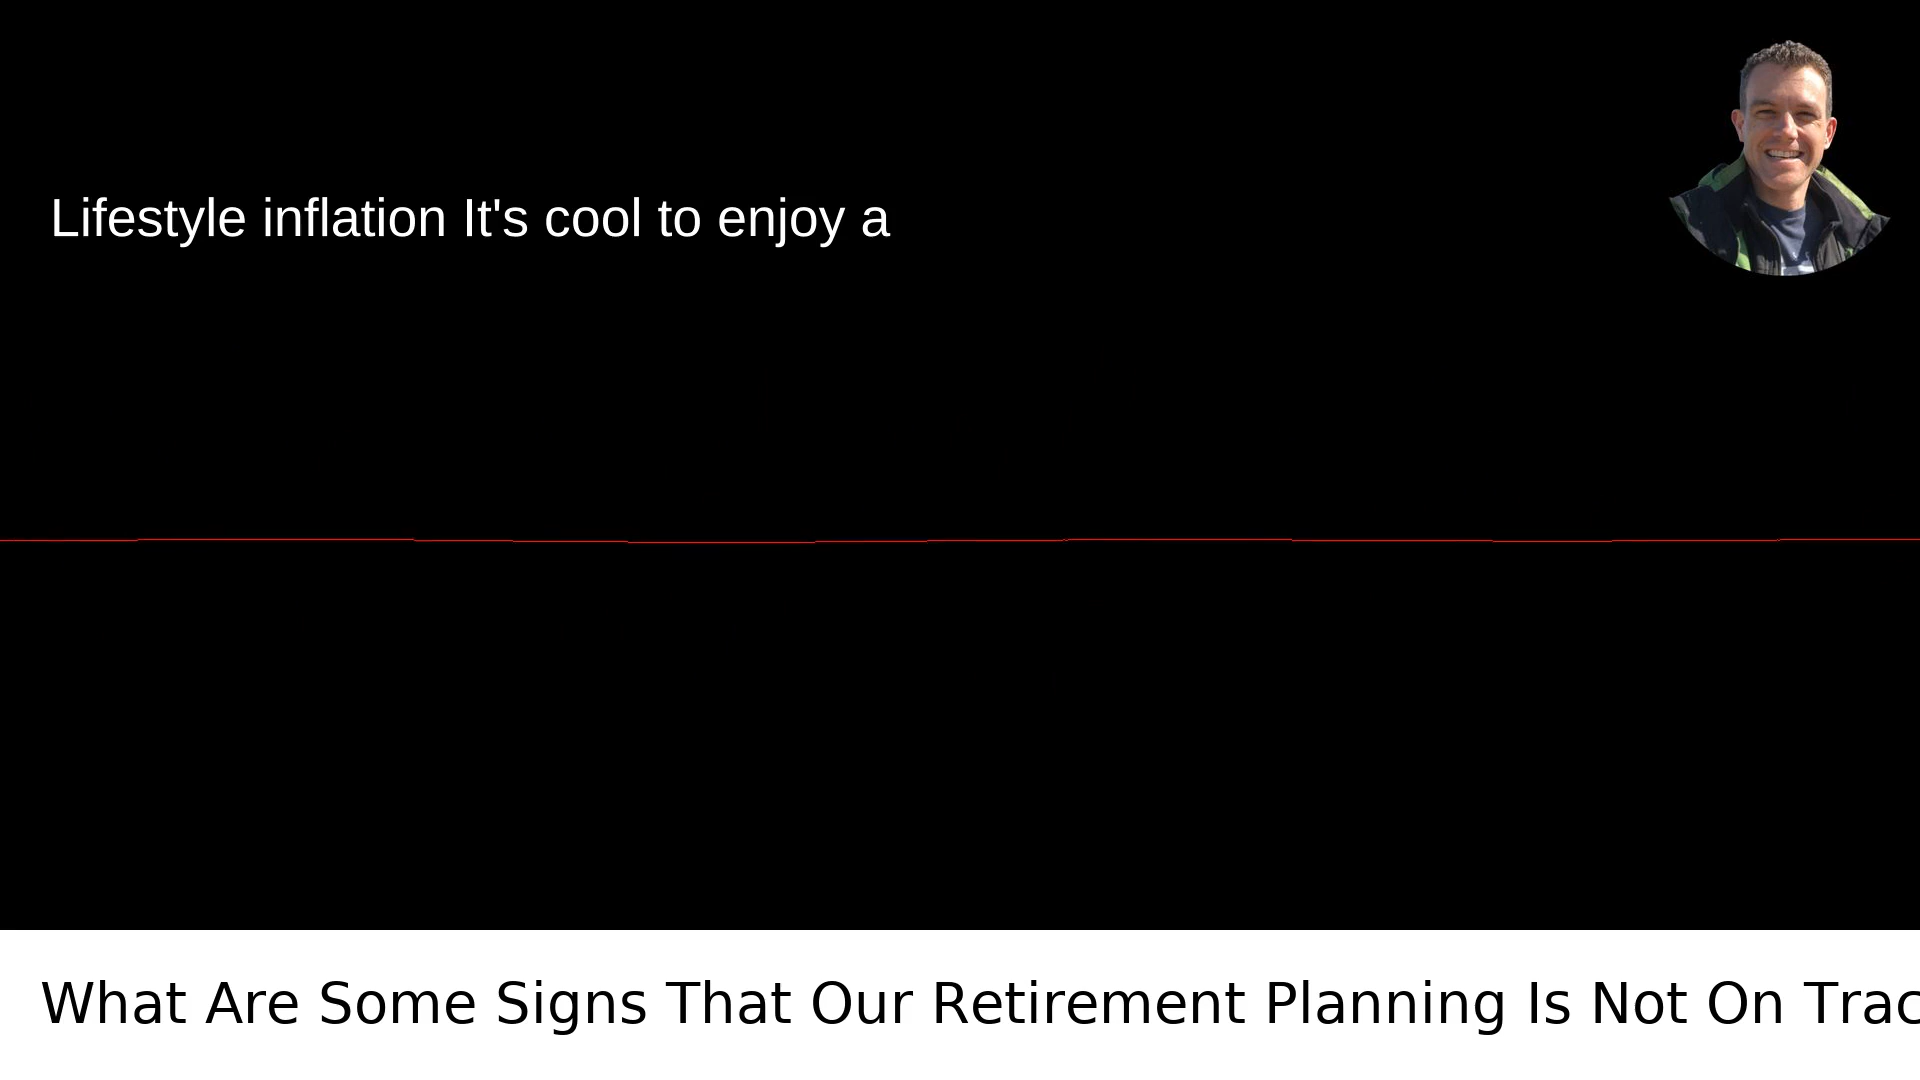 Lifestyle inflation It's cool to enjoy a
What Are Some Signs That Our Retirement Planning Is Not On Trac